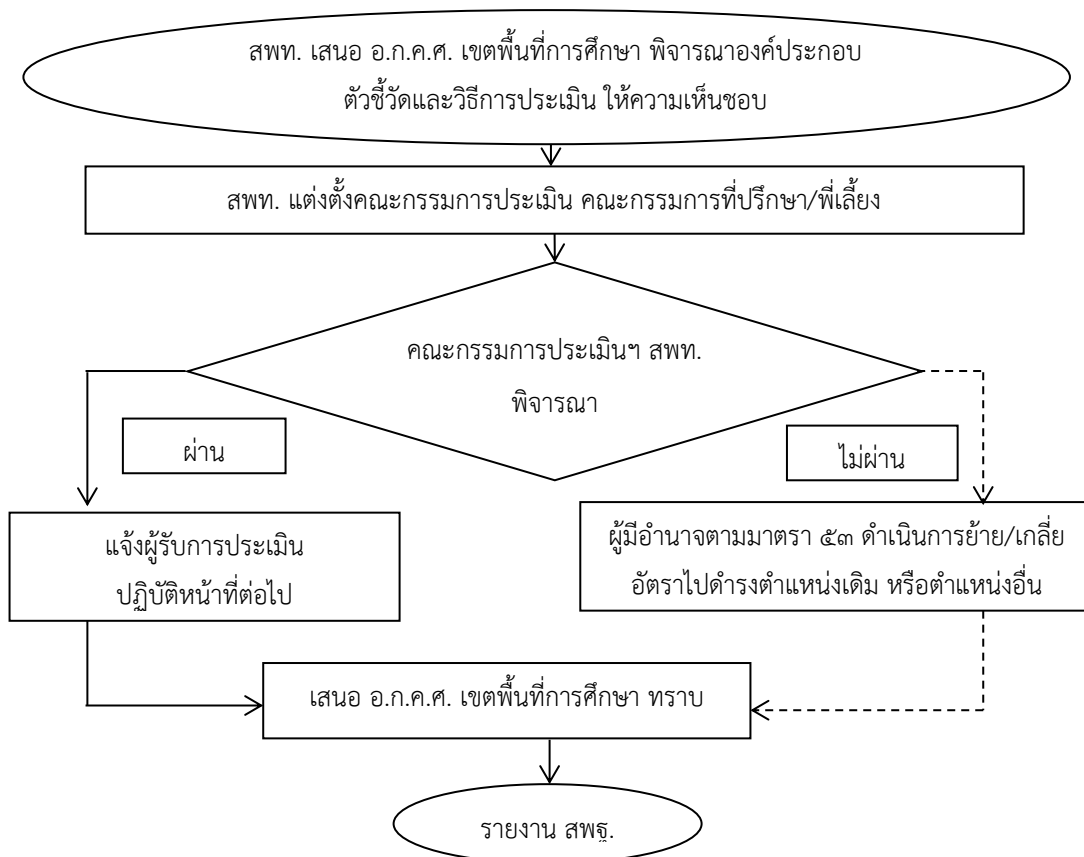 สพท. เสนอ อ.ก.ค.ศ. เขตพื้นที่การศึกษา พิจารณาองค์ประกอบ
ตัวชี้วัดและวิธีการประเมิน ให้ความเห็นชอบ
สพท. แต่งตั้งคณะกรรมการประเมิน คณะกรรมการที่ปรึกษา/พี่เลี้ยง
คณะกรรมการประเมินฯ สพท.
พิจารณา
ผ่าน
ไม่ผ่าน
แจ้งผู้รับการประเมิน
ปฏิบัติหน้าที่ต่อไป
ผู้มีอำนาจตามมาตรา ๕๓ ดำเนินการย้าย/เกลี่ย
อัตราไปดำรงตำแหน่งเดิม หรือตำแหน่งอื่น
เสนอ อ.ก.ค.ศ. เขตพื้นที่การศึกษา ทราบ
รายงาน สพฐ.